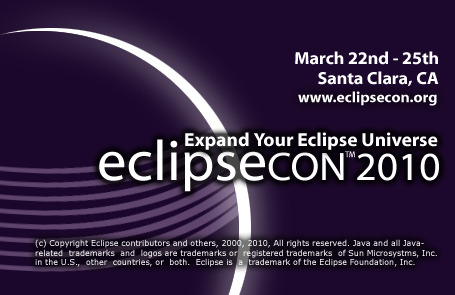 March 22nd - 25th
Santa Clara, CA
www.eclipsecon.org
Expand Your Eclipse Universe
eclipsecon™ 2010
(c) Copyright Eclipse contributors and others, 2000, 2010, All rights reserved. Java and all Java-
related trademarks and logos are trademarks or registered trademarks of Sun Microsystms, Inc.
in the U.S., other countries, or both. Eclipse is a trademark of the Eclipse Foundation, Inc.